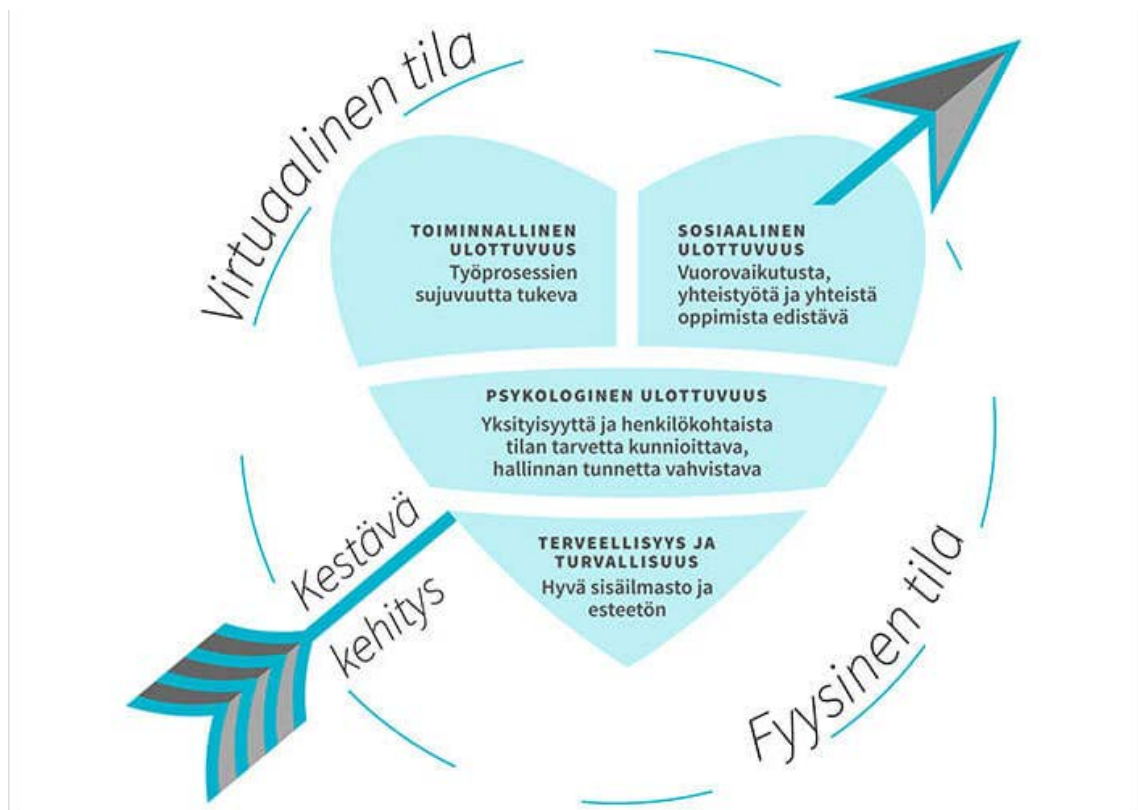 Virtuaalinen tila
TOIMINNALLINEN
ULOTTUVUUS
Työprosessien
sujuvuutta tukeva
SOSIAALINEN
ULOTTUVUUS
Vuorovaikutusta,
yhteistyötä ja yhteistä
oppimista edistävä
PSYKOLOGINEN ULOTTUVUUS
Yksityisyyttä ja henkilökohtaista
tilan tarvetta kunnioittava,
hallinnan tunnetta vahvistava
TERVEELLISYYS JA
TURVALLISUUS
Hyvä sisäilmasto ja
esteetön
Kestävä
kehitys
Fyysinen tila